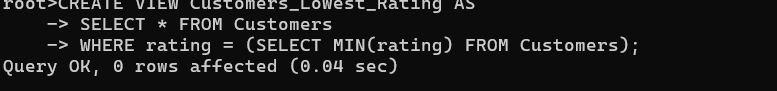 root>CREATE VIEW Customers_Lowest_Rating AS
    -> SELECT * FROM Customers
    -> WHERE rating = (SELECT MIN(rating) FROM Customers);
Query OK, 0 rows affected (0.04 sec)